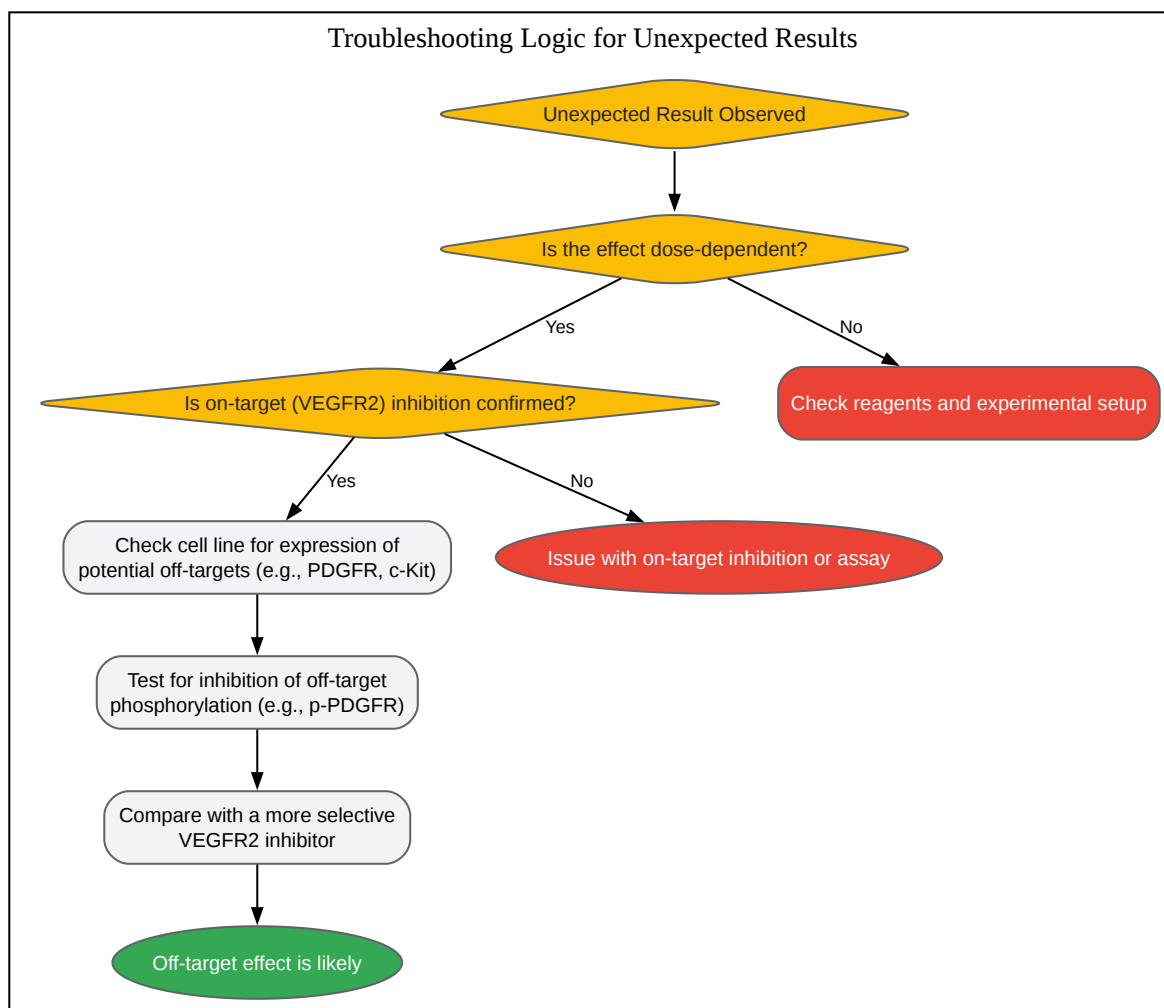 Troubleshooting Logic for Unexpected Results
Unexpected Result Observed
Is the effect dose-dependent?
Yes
No
Is on-target (VEGFR2) inhibition confirmed?
Check reagents and experimental setup
Yes
No
Check cell line for expression of
potential off-targets (e.g., PDGFR, c-Kit)
Issue with on-target inhibition or assay
Test for inhibition of off-target
phosphorylation (e.g., p-PDGFR)
Compare with a more selective
VEGFR2 inhibitor
Off-target effect is likely